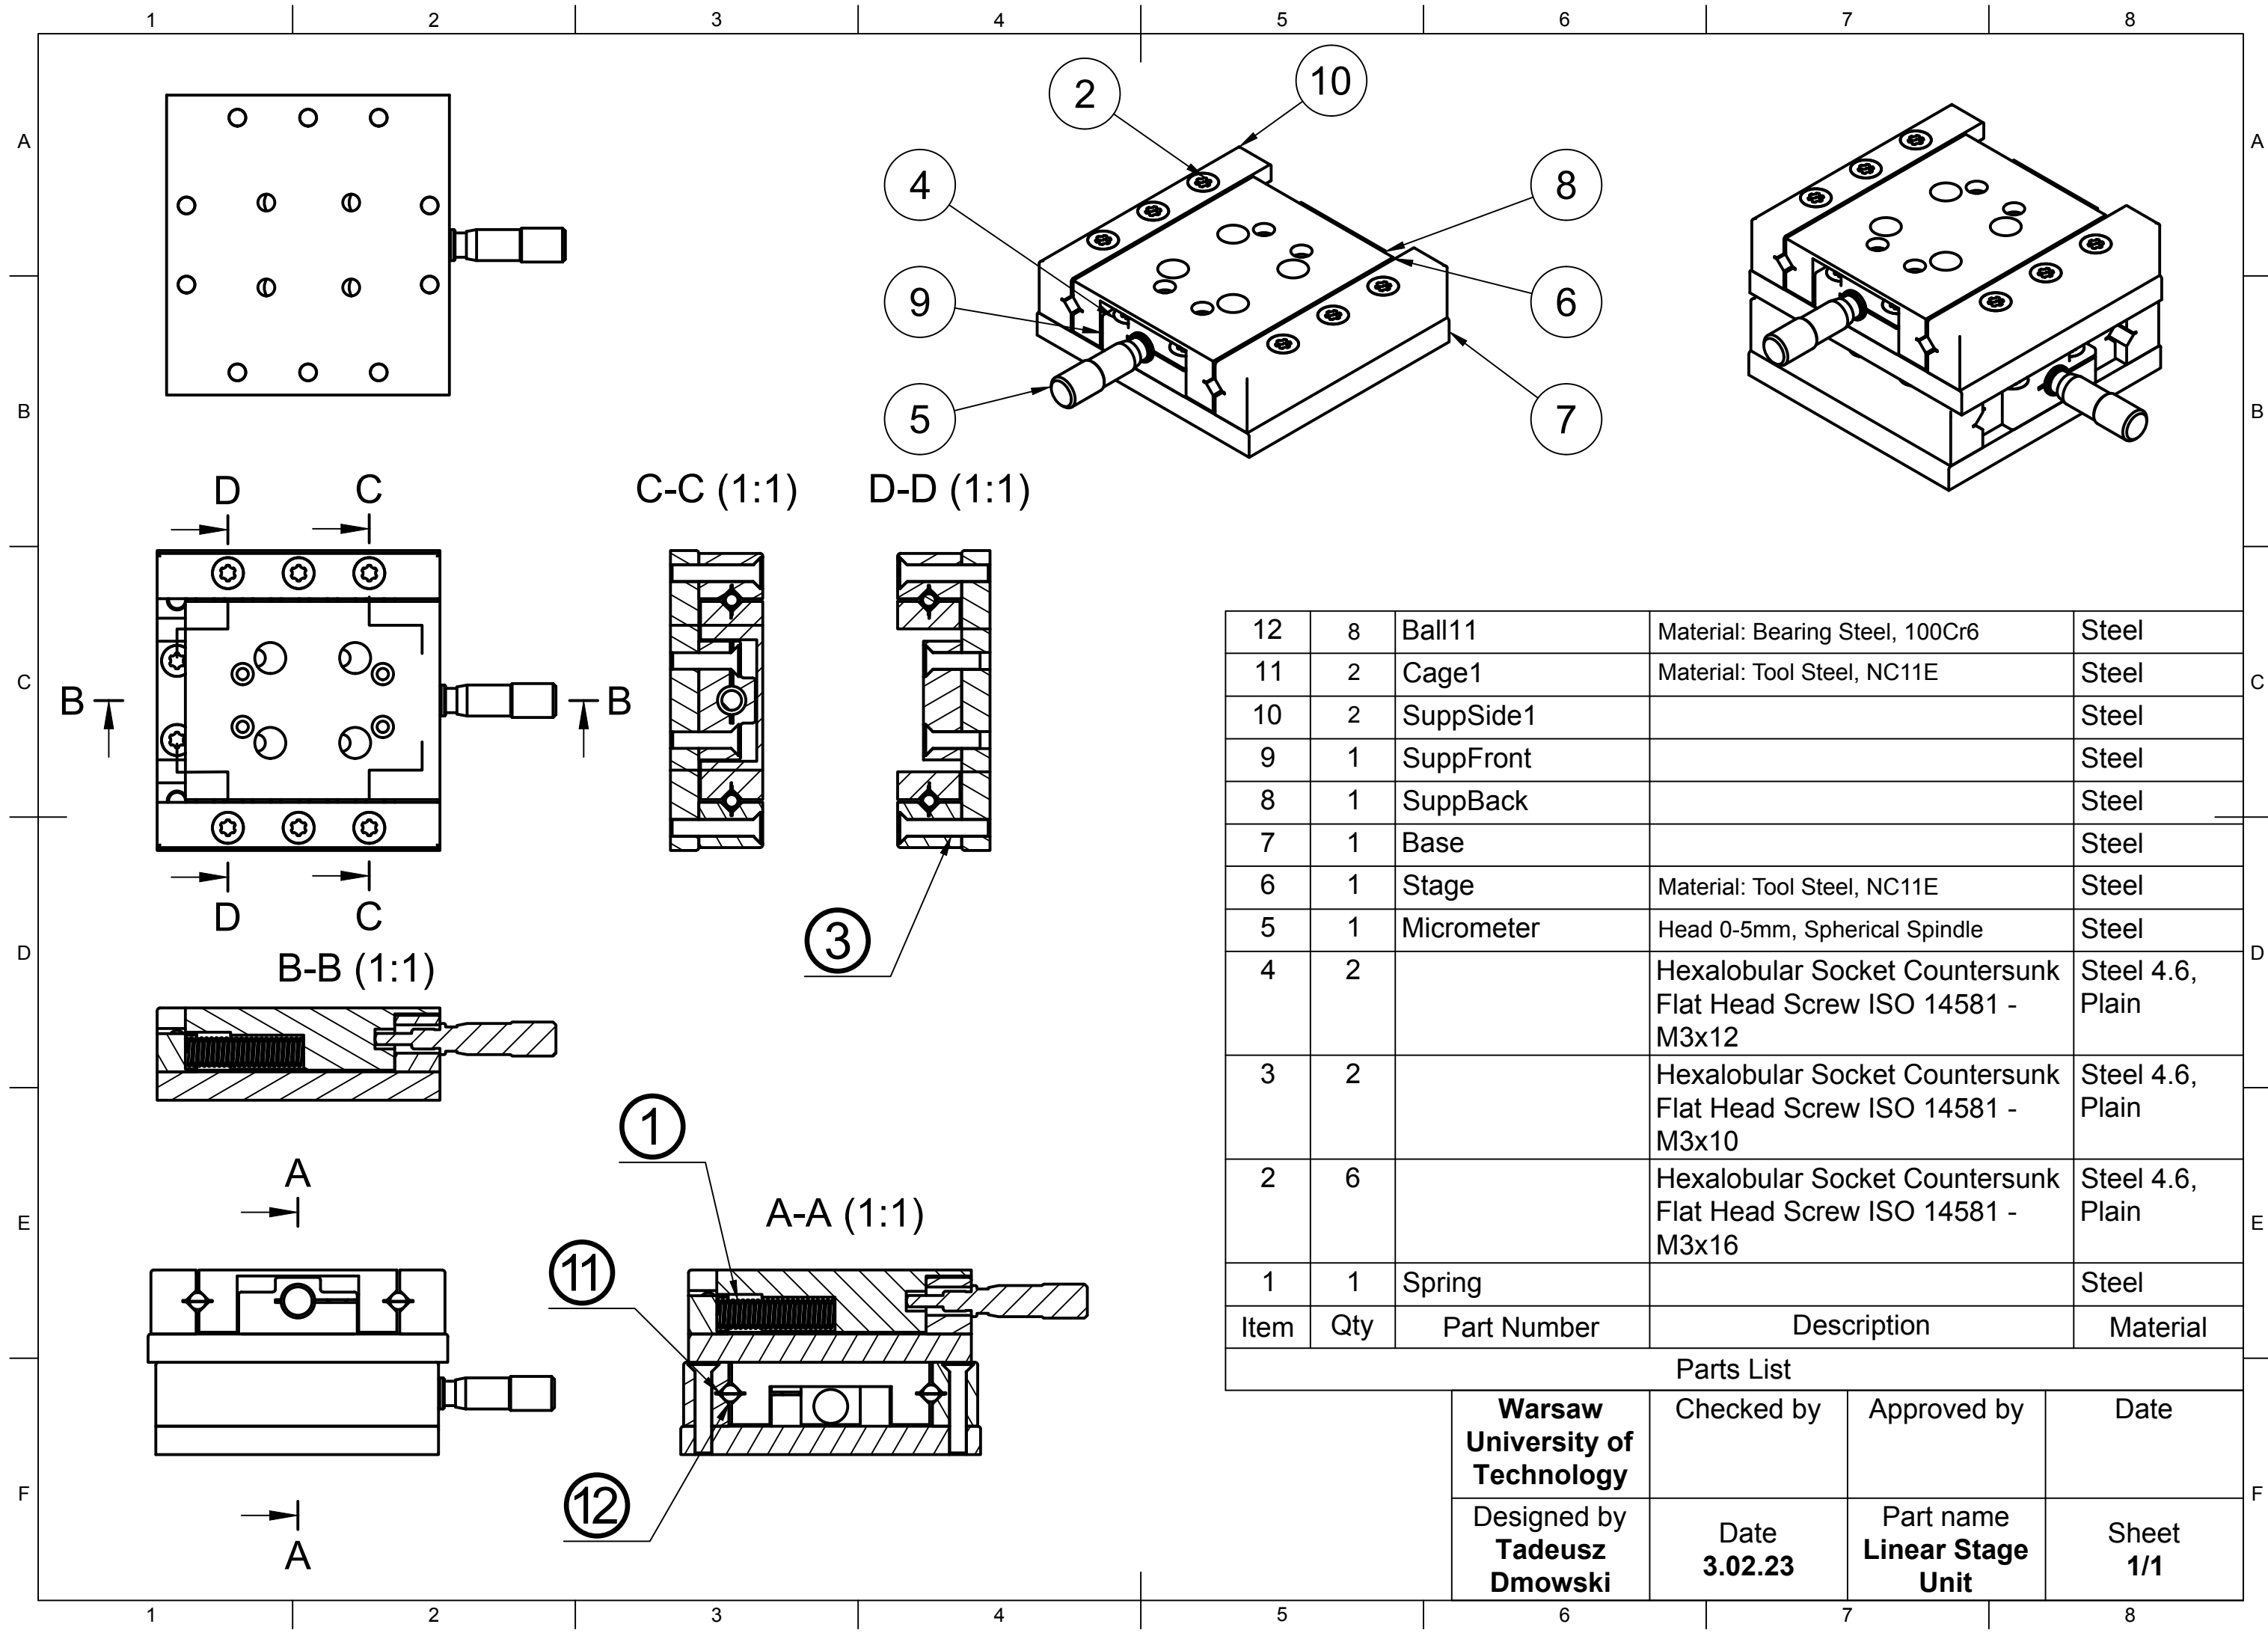 1 2 3 4 5 6 7 8
A A
B B
C C
D D
E E
F F
1 2 3 4 5 6 7 8
2
10
4
8
9
6
5
7
D C
B B
D C
C-C (1:1)
D-D (1:1)
3
B-B (1:1)
1
A
A
A-A (1:1)
11
12
12 8 Ball11 Material: Bearing Steel, 100Cr6 Steel
11 2 Cage1 Material: Tool Steel, NC11E Steel
10 2 SuppSide1 Steel
9 1 SuppFront Steel
8 1 SuppBack Steel
7 1 Base Steel
6 1 Stage Material: Tool Steel, NC11E Steel
5 1 Micrometer Head 0-5mm, Spherical Spindle Steel
4 2 Hexalobular Socket Countersunk Steel 4.6,
Flat Head Screw ISO 14581 - Plain
M3x12
3 2 Hexalobular Socket Countersunk Steel 4.6,
Flat Head Screw ISO 14581 - Plain
M3x10
2 6 Hexalobular Socket Countersunk Steel 4.6,
Flat Head Screw ISO 14581 - Plain
M3x16
1 1 Spring Steel
Item Qty Part Number Description Material
Parts List
Warsaw
University of
Technology
Checked by
Approved by
Date
Designed by
Tadeusz
Dmowski
Date
3.02.23
Part name
Linear Stage
Unit
Sheet
1/1